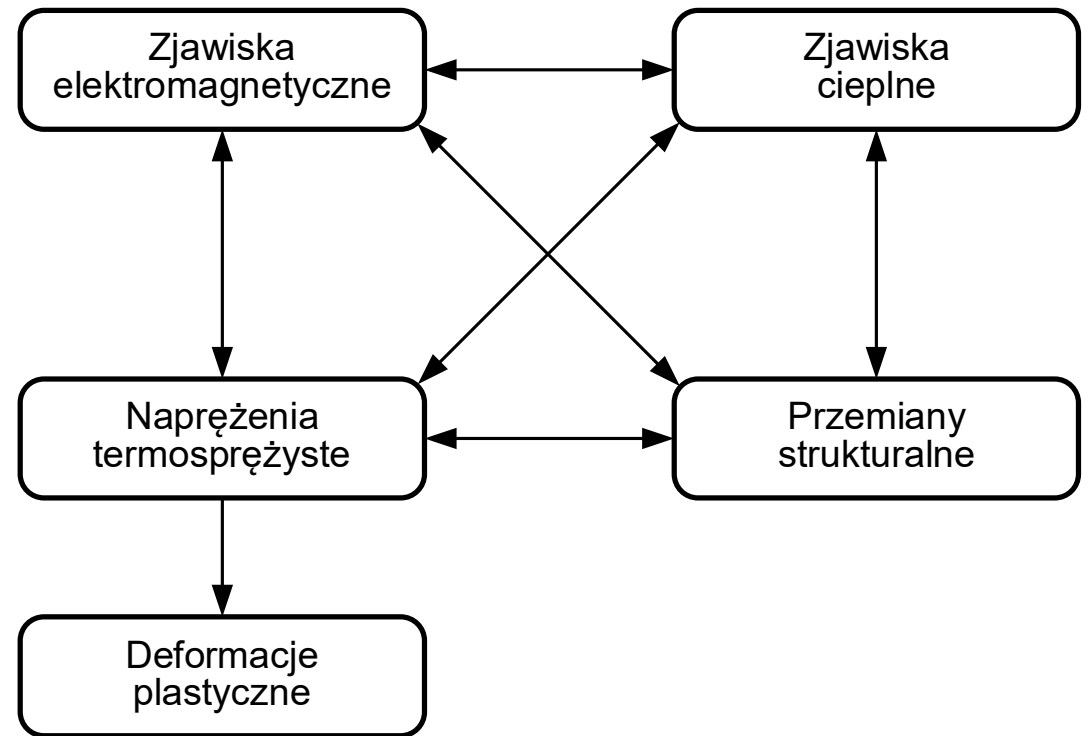 Zjawiska
elektromagnetyczne
Zjawiska
cieplne
Naprężenia
termosprężyste
Przemiany
strukturalne
Deformacje
plastyczne